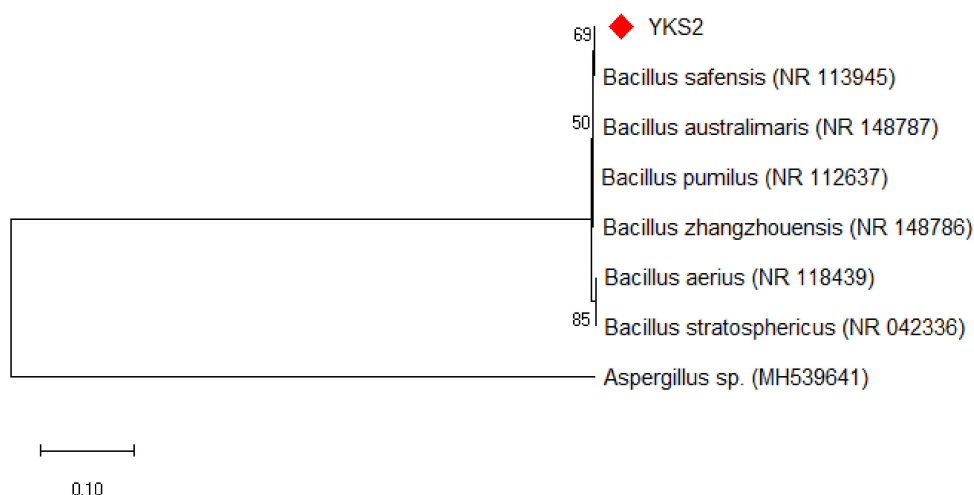 69
YKS2
Bacillus safensis (NR 113945)
50
Bacillus australimaris (NR 148787)
Bacillus pumilus (NR 112637)
Bacillus zhangzhouensis (NR 148786)
Bacillus aerius (NR 118439)
85
Bacillus stratosphericus (NR 042336)
Aspergillus sp. (MH539641)
0.10